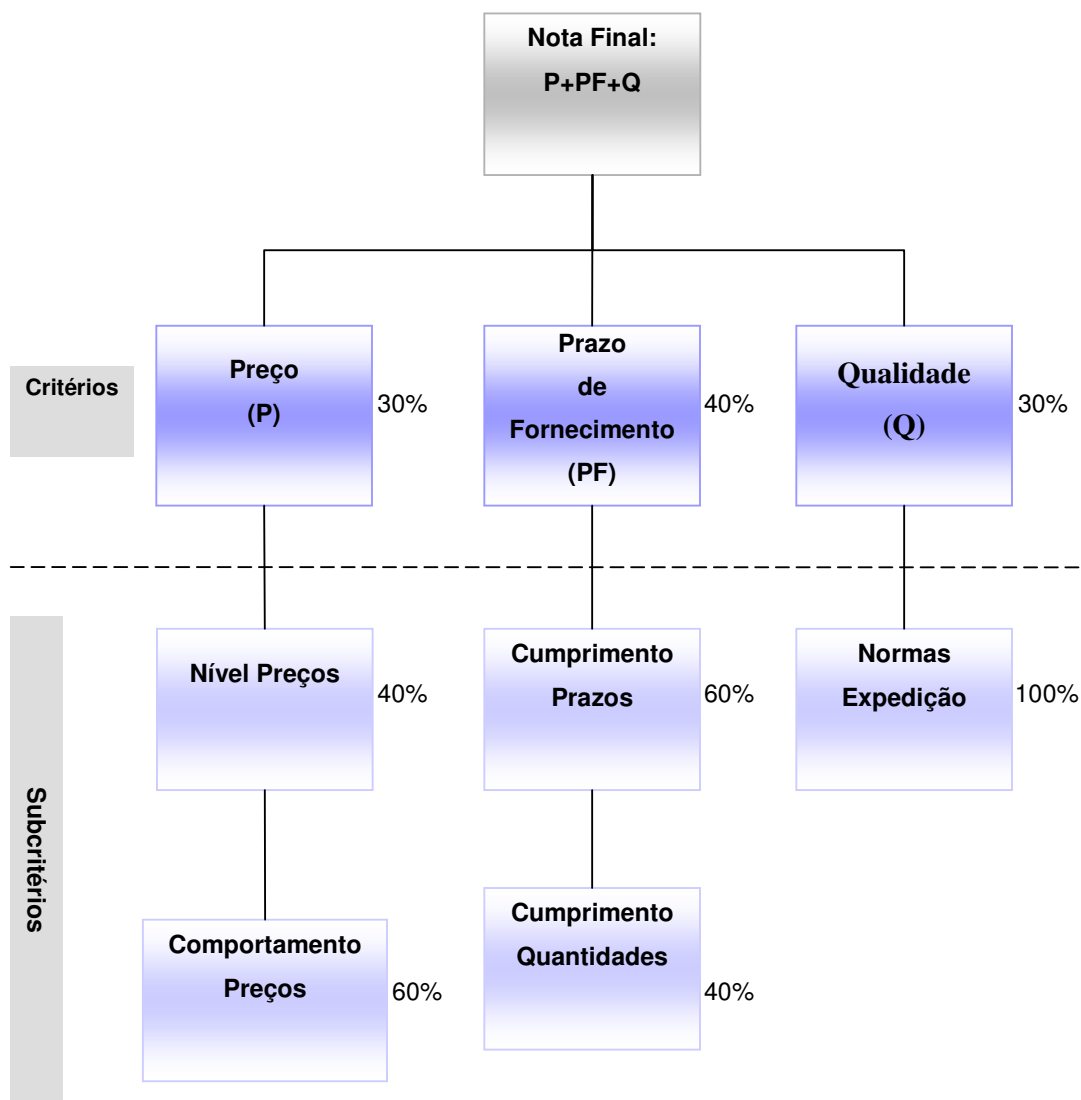 Nota Final:
P+PF+Q
Critérios
Preço
(P)
30%
Prazo
de
Fornecimento
(PF)
40%
Qualidade
(Q)
30%
Subcritérios
Nível Preços
40%
Cumprimento
Prazos
60%
Normas
Expedição
100%
Comportamento
Preços
60%
Cumprimento
Quantidades
40%